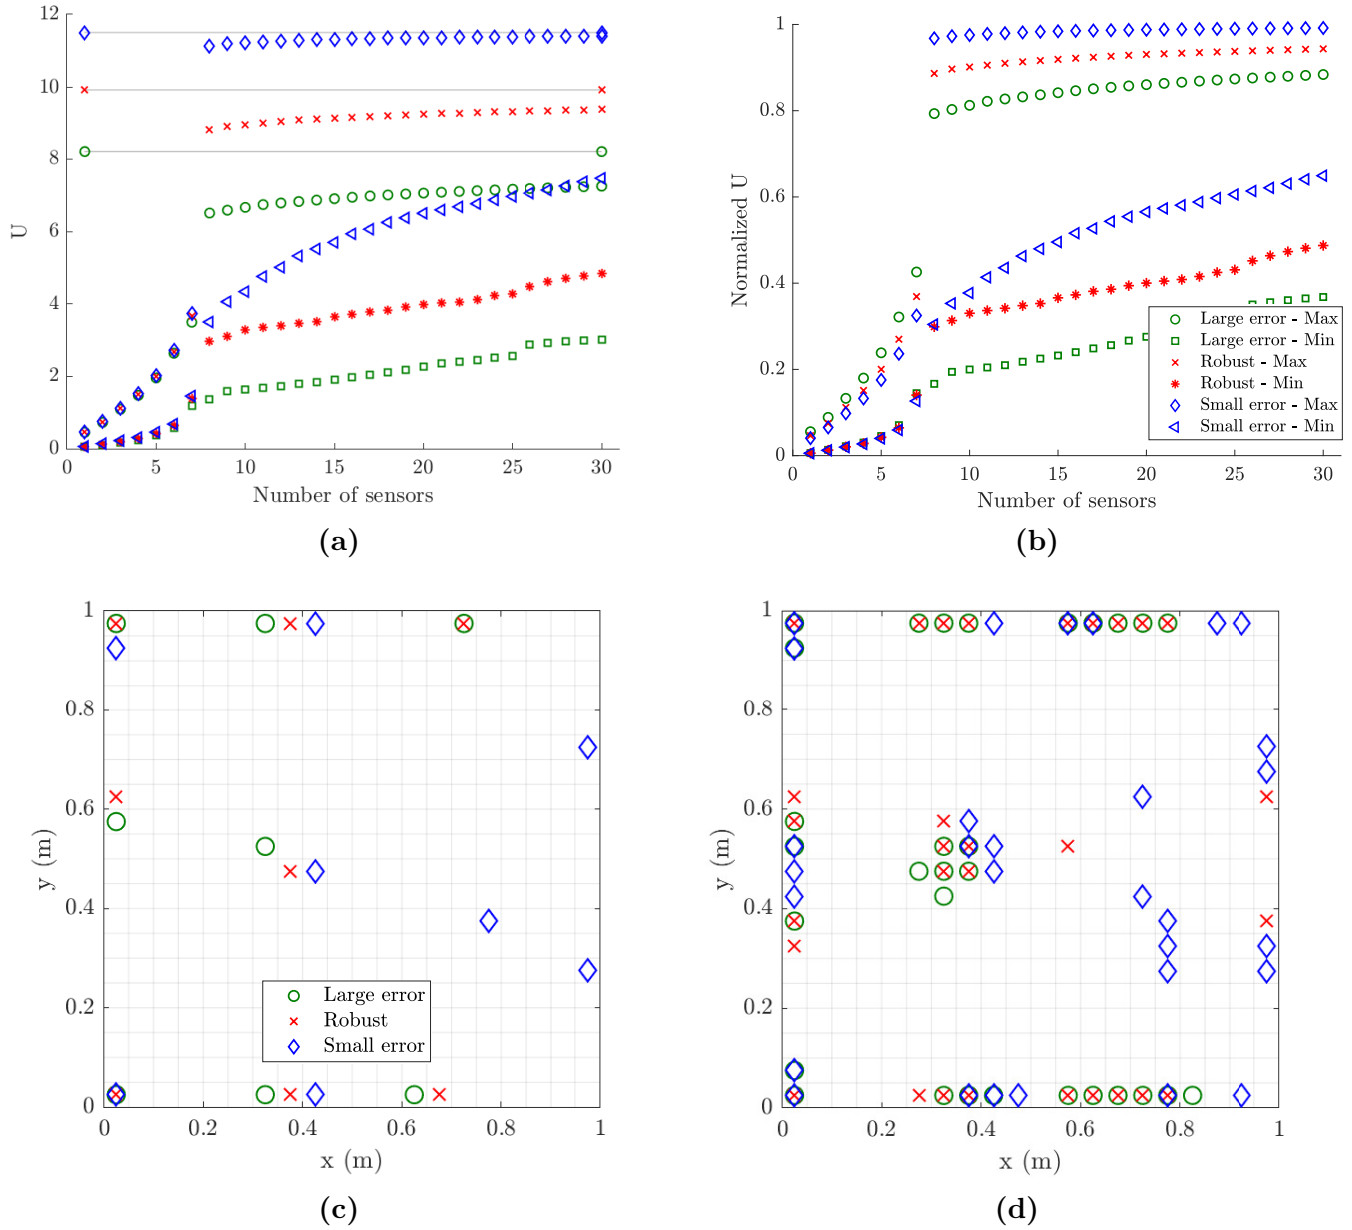 12
10
8
6
4
2
0
U
0 5 10 15 20 25 30
Number of sensors
(a)
1
0.8
0.6
0.4
0.2
0
Normalized U
Large error - Max
Large error - Min
Robust - Max
Robust - Min
Small error - Max
Small error - Min
0 5 10 15 20 25 30
Number of sensors
(b)
1
0.8
0.6
0.4
0.2
0
y (m)
Large error
Robust
Small error
0 0.2 0.4 0.6 0.8 1
x (m)
(c)
1
0.8
0.6
0.4
0.2
0
y (m)
0 0.2 0.4 0.6 0.8 1
x (m)
(d)